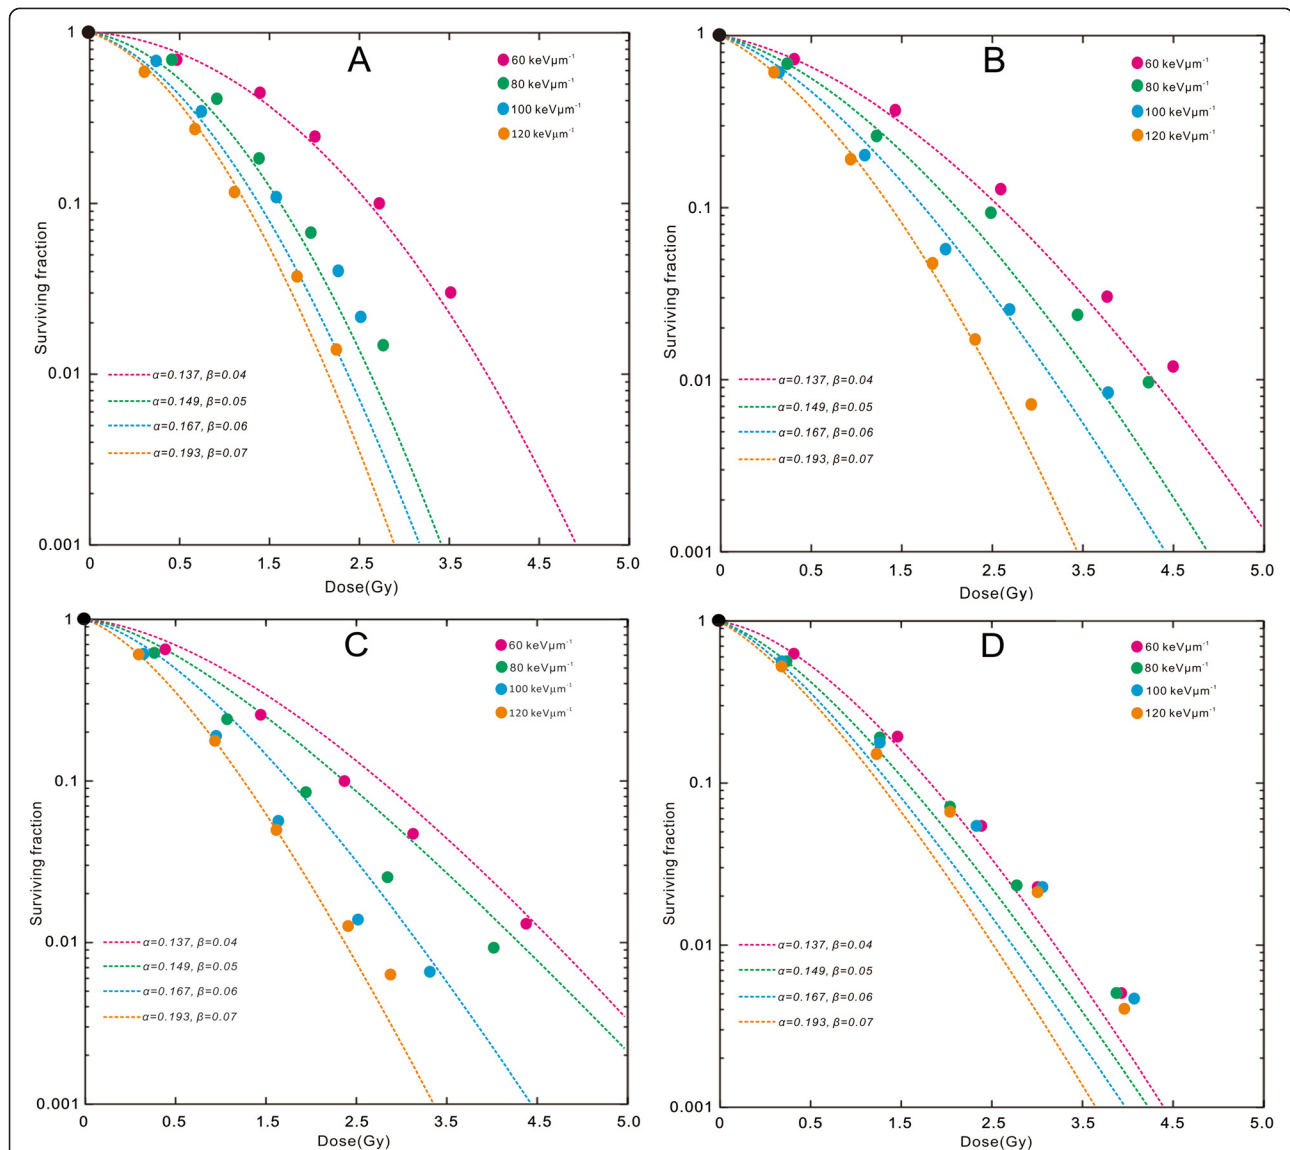 A
1
0.1
0.01
0.001
Surviving fraction
60 keVμm⁻¹
80 keVμm⁻¹
100 keVμm⁻¹
120 keVμm⁻¹
α=0.137, β=0.04
α=0.149, β=0.05
α=0.167, β=0.06
α=0.193, β=0.07
0 0.5 1.5 2.5 3.5 4.5 5.0
Dose(Gy)
B
1
0.1
0.01
0.001
Surviving fraction
60 keVμm⁻¹
80 keVμm⁻¹
100 keVμm⁻¹
120 keVμm⁻¹
α=0.137, β=0.04
α=0.149, β=0.05
α=0.167, β=0.06
α=0.193, β=0.07
0 0.5 1.5 2.5 3.5 4.5 5.0
Dose(Gy)
C
1
0.1
0.01
0.001
Surviving fraction
60 keVμm⁻¹
80 keVμm⁻¹
100 keVμm⁻¹
120 keVμm⁻¹
α=0.137, β=0.04
α=0.149, β=0.05
α=0.167, β=0.06
α=0.193, β=0.07
0 0.5 1.5 2.5 3.5 4.5 5.0
Dose(Gy)
D
1
0.1
0.01
0.001
Surviving fraction
60 keVμm⁻¹
80 keVμm⁻¹
100 keVμm⁻¹
120 keVμm⁻¹
α=0.137, β=0.04
α=0.149, β=0.05
α=0.167, β=0.06
α=0.193, β=0.07
0 0.5 1.5 2.5 3.5 4.5 5.0
Dose(Gy)